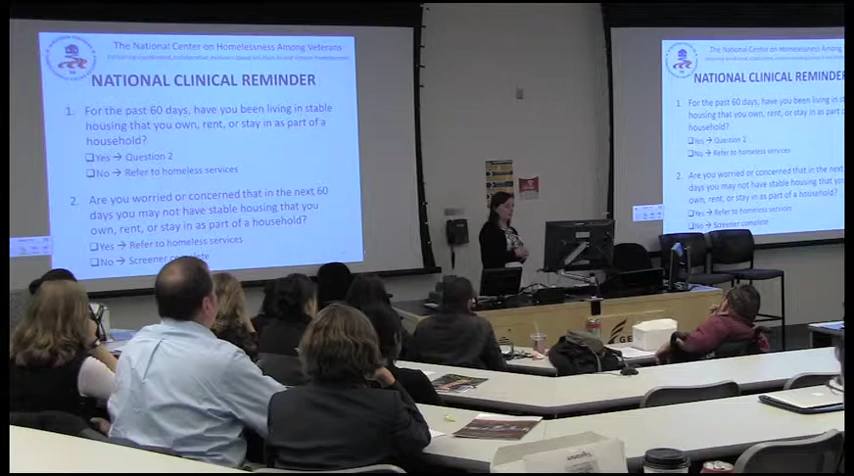 The National Center on Homelessness Among Veterans
NATIONAL CLINICAL REMINDER
1. For the past 60 days, have you been living in stable
housing that you own, rent, or stay in as part of a
household?
❑Yes → Question 2
❑No → Refer to homeless services
2. Are you worried or concerned that in the next 60
days you may not have stable housing that you
own, rent, or stay in as part of a household?
❑Yes → Refer to homeless services
❑No → Screener complete
The National Center on Homelessness Among Veterans
NATIONAL CLINICAL REMINDE
1. For the past 60 days, have you been living in
housing that you own, rent, or stay in as part
household?
❑Yes → Question 2
❑No → Refer to homeless services
2. Are you worried or concerned that in the next
days you may not have stable housing that
own, rent, or stay in as part of a household?
❑Yes → Refer to homeless services
❑No → Screener complete